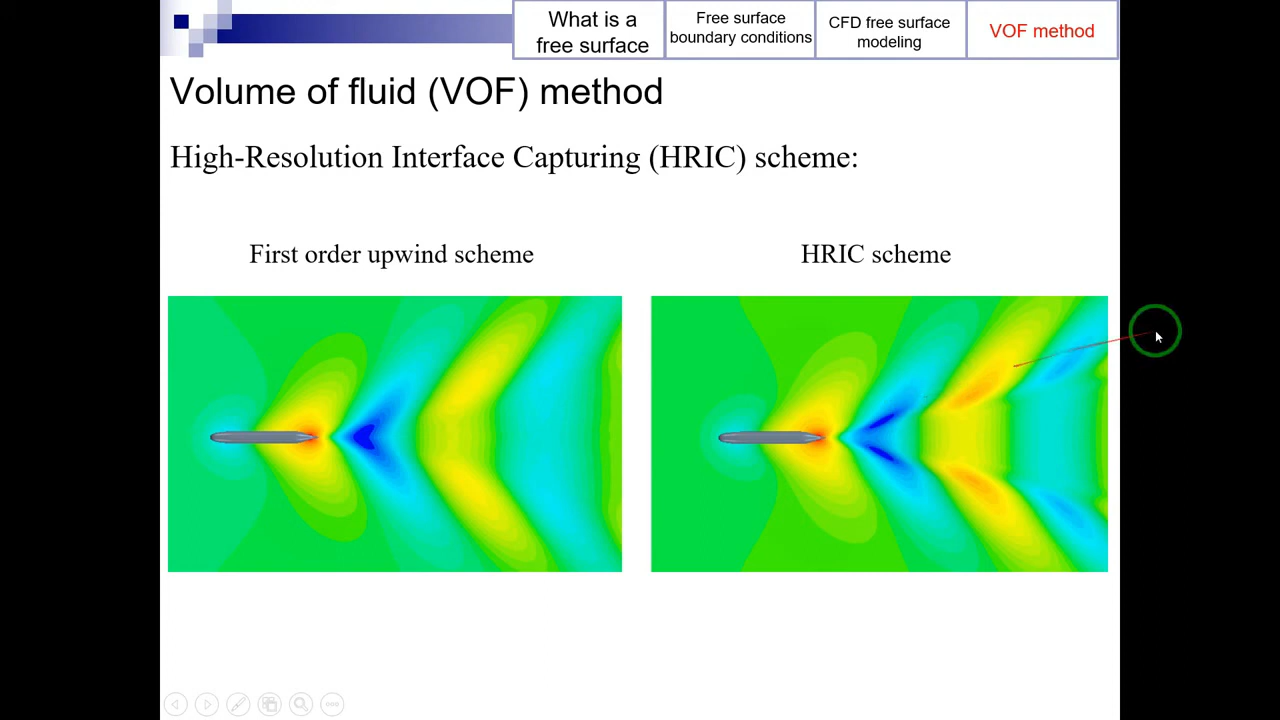 What is a
free surface
Free surface
boundary conditions
CFD free surface
modeling
VOF method
Volume of fluid (VOF) method
High-Resolution Interface Capturing (HRIC) scheme:
First order upwind scheme
HRIC scheme